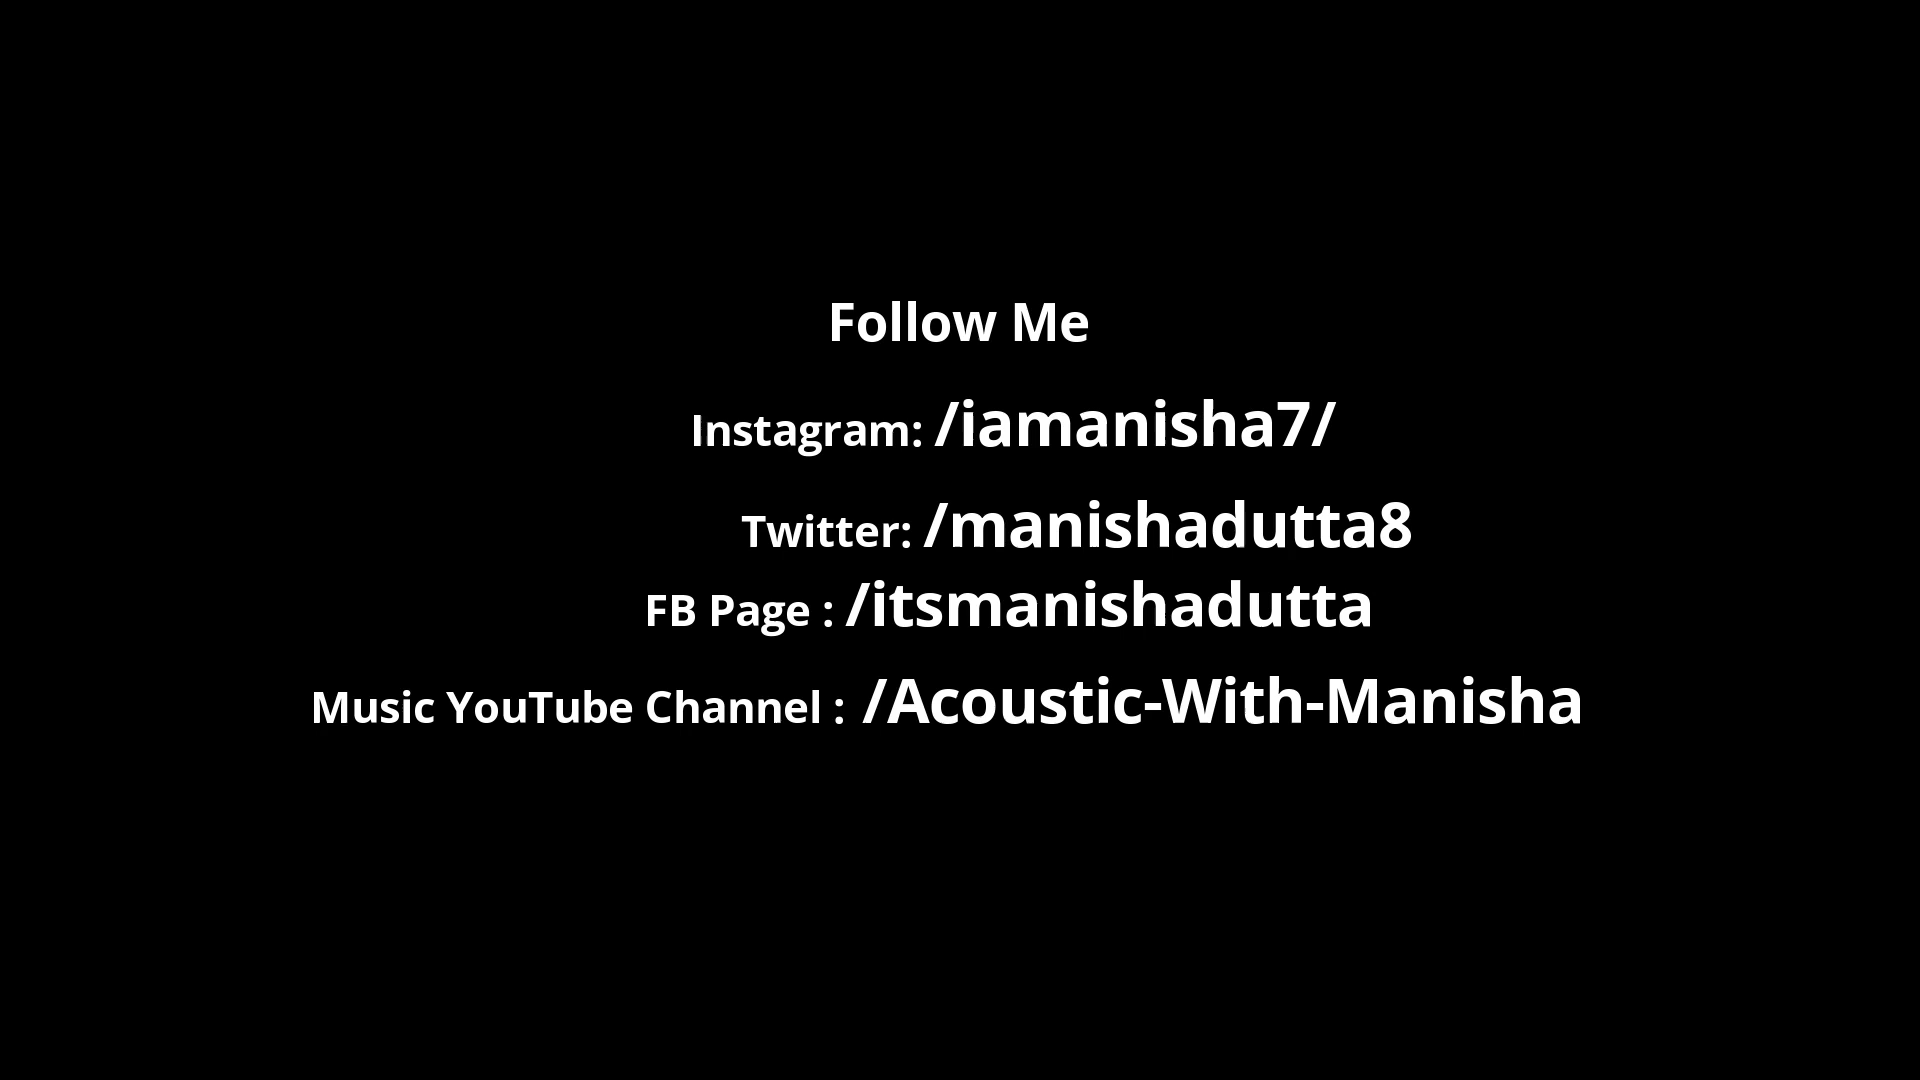 Follow Me
Instagram: /iamanisha7/
Twitter: /manishadutta8
FB Page : /itsmanishadutta
Music YouTube Channel : /Acoustic-With-Manisha